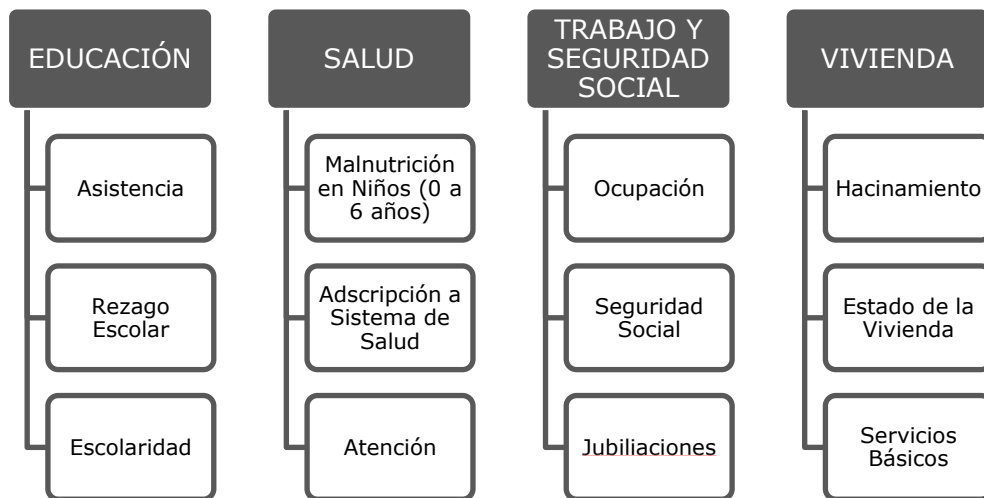 EDUCACIÓN
Asistencia
Rezago
Escolar
Escolaridad
SALUD
Malnutrición
en Niños (0 a
6 años)
Adscripción a
Sistema de
Salud
Atención
TRABAJO Y
SEGURIDAD
SOCIAL
Ocupación
Seguridad
Social
Jubiliaciones
VIVIENDA
Hacinamiento
Estado de la
Vivienda
Servicios
Básicos